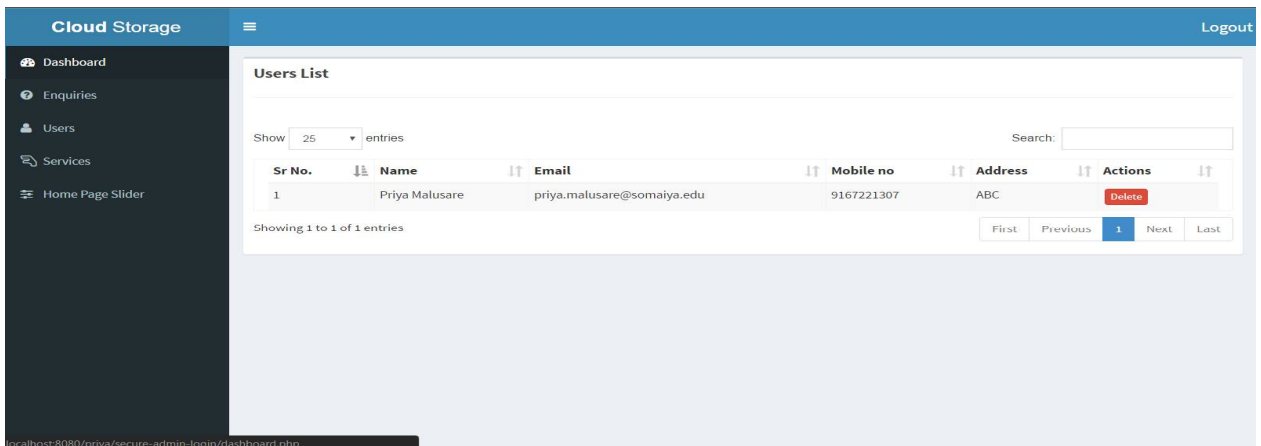 Cloud Storage
Logout
Dashboard
Enquiries
Users
Services
Home Page Slider
Users List
Show 25 entries
Search:
Sr No. Name Email Mobile no Address Actions
1 Priya Malusare priya.malusare@somaiya.edu 9167221307 ABC Delete
Showing 1 to 1 of 1 entries
First Previous 1 Next Last
localhost:8080/priya/secure-admin-login/dashboard.php